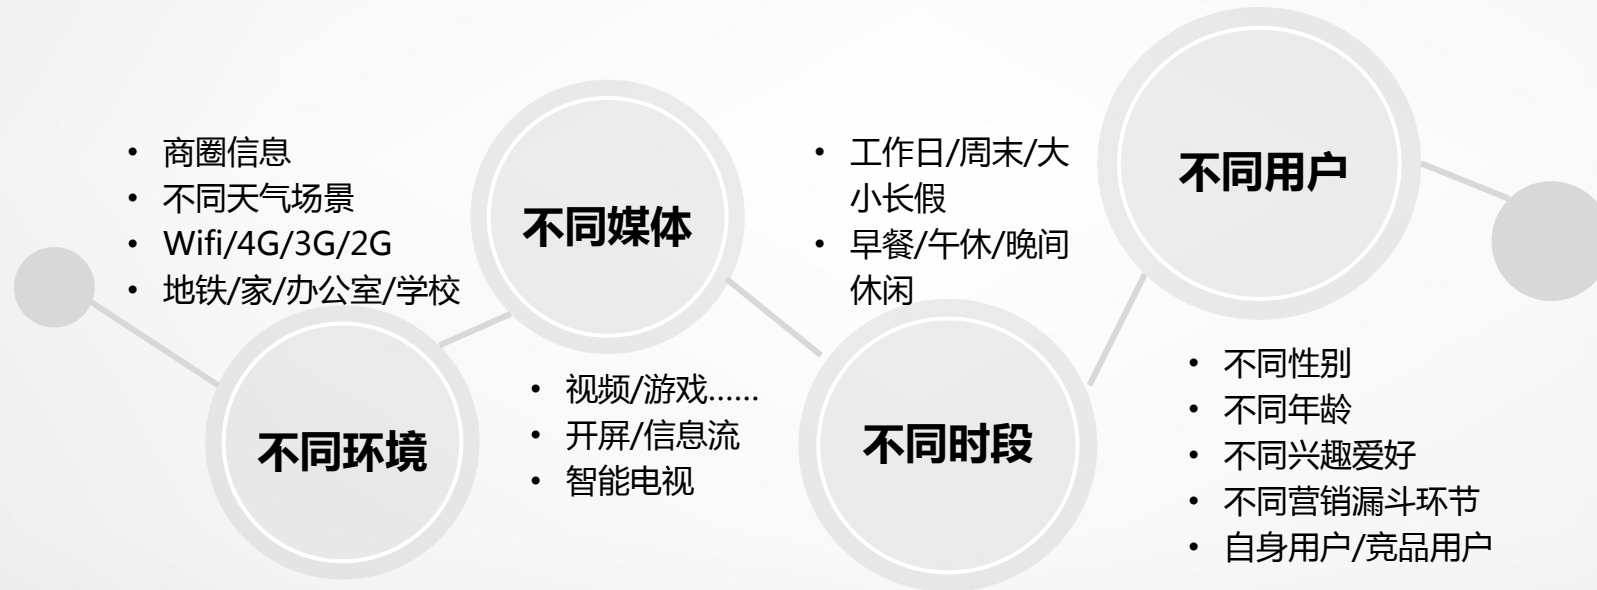 • 商圈信息
• 不同天气场景
• Wifi/4G/3G/2G
• 地铁/家/办公室/学校
不同环境
不同媒体
• 视频/游戏……
• 开屏/信息流
• 智能电视
• 工作日/周末/大
小长假
• 早餐/午休/晚间
休闲
不同时段
不同用户
• 不同性别
• 不同年龄
• 不同兴趣爱好
• 不同营销漏斗环节
• 自身用户/竞品用户